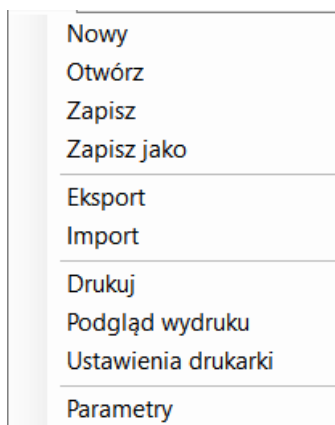 Nowy
Otwórz
Zapisz
Zapisz jako
Eksport
Import
Drukuj
Podgląd wydruku
Ustawienia drukarki
Parametry